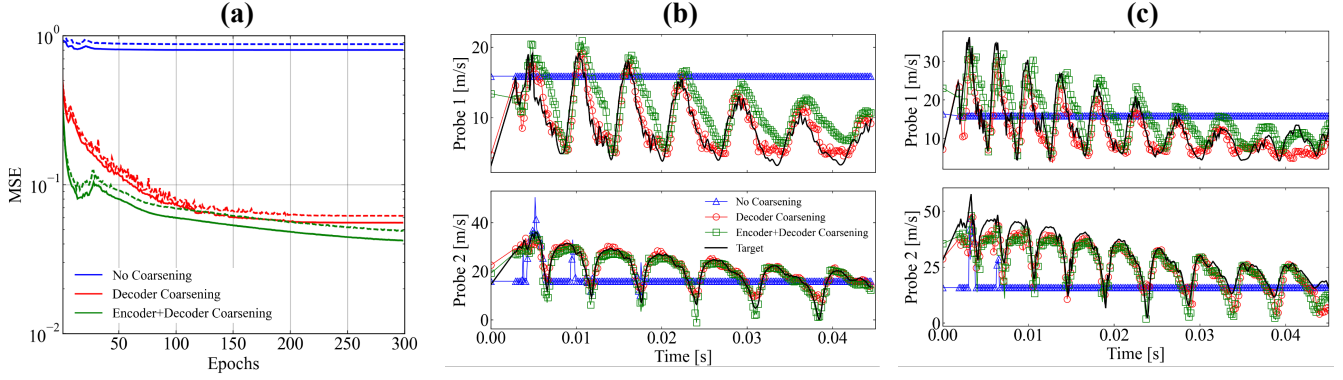 (a)
10⁰
10⁻¹
10⁻²
MSE
50
100
150
200
250
300
Epochs
No Coarsening
Decoder Coarsening
Encoder+Decoder Coarsening
(b)
20
10
Probe 1 [m/s]
40
20
0
Probe 2 [m/s]
No Coarsening
Decoder Coarsening
Encoder+Decoder Coarsening
Target
0.00
0.01
0.02
0.03
0.04
Time [s]
(c)
30
20
10
Probe 1 [m/s]
50
25
0
Probe 2 [m/s]
0.00
0.01
0.02
0.03
0.04
Time [s]